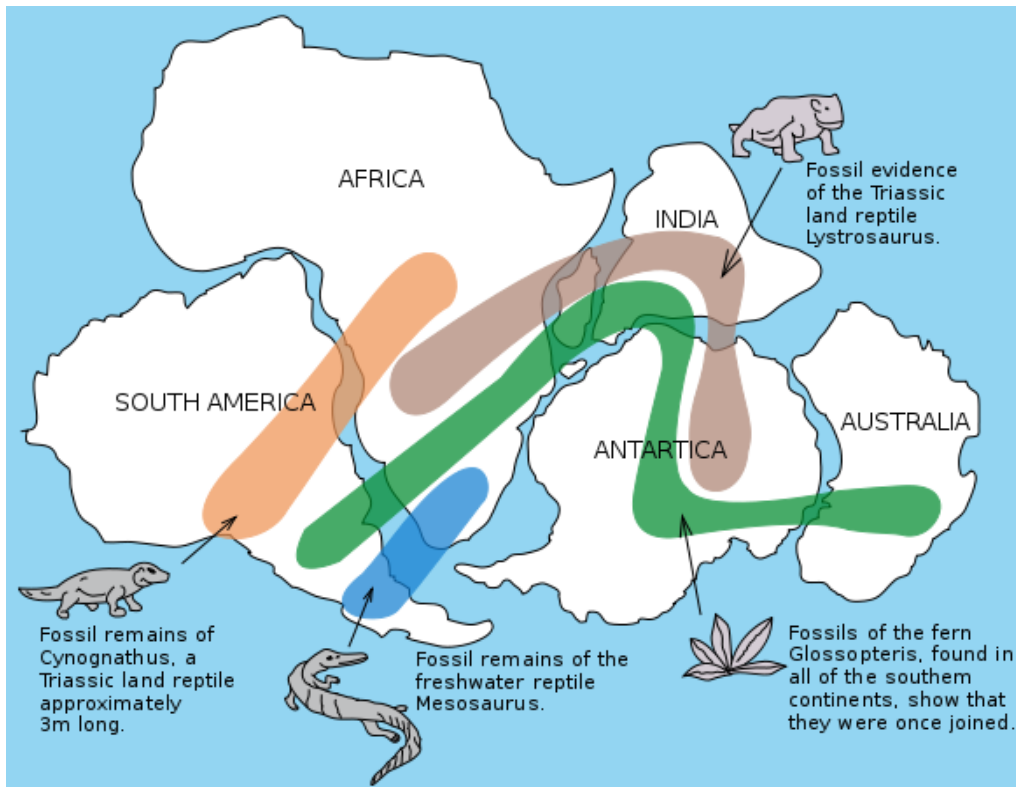 AFRICA
INDIA
Fossil evidence
of the Triassic
land reptile
Lystrosaurus.
SOUTH AMERICA
ANTARTICA
AUSTRALIA
Fossil remains of
Cynognathus, a
Triassic land reptile
approximately
3m long.
Fossil remains of the
freshwater reptile
Mesosaurus.
Fossils of the fern
Glossopteris, found in
all of the southern
continents, show that
they were once joined.